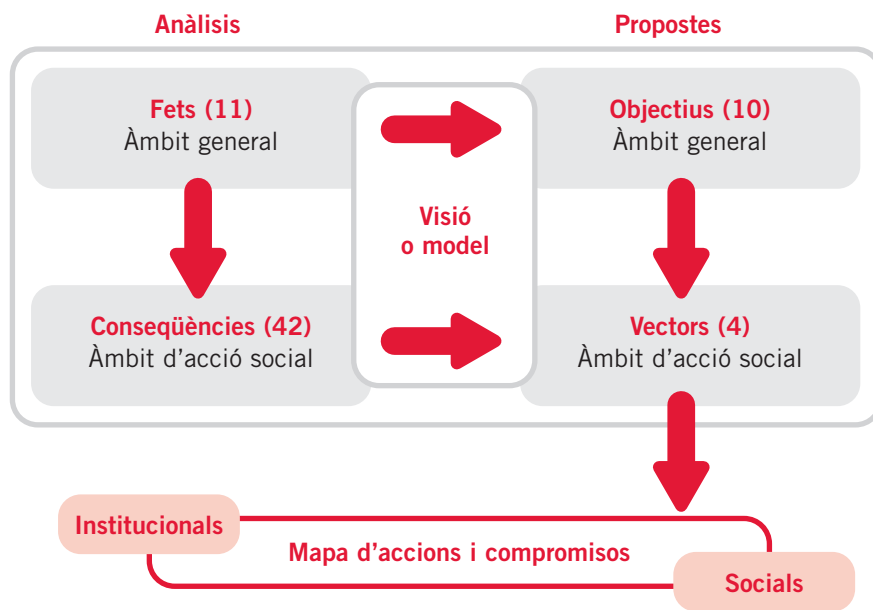 Anàlisis
Propostes
Fets (11)
Àmbit general
Objectius (10)
Àmbit general
Visió
o model
Conseqüències (42)
Àmbit d’acció social
Vectors (4)
Àmbit d’acció social
Institucionals
Mapa d’accions i compromisos
Socials